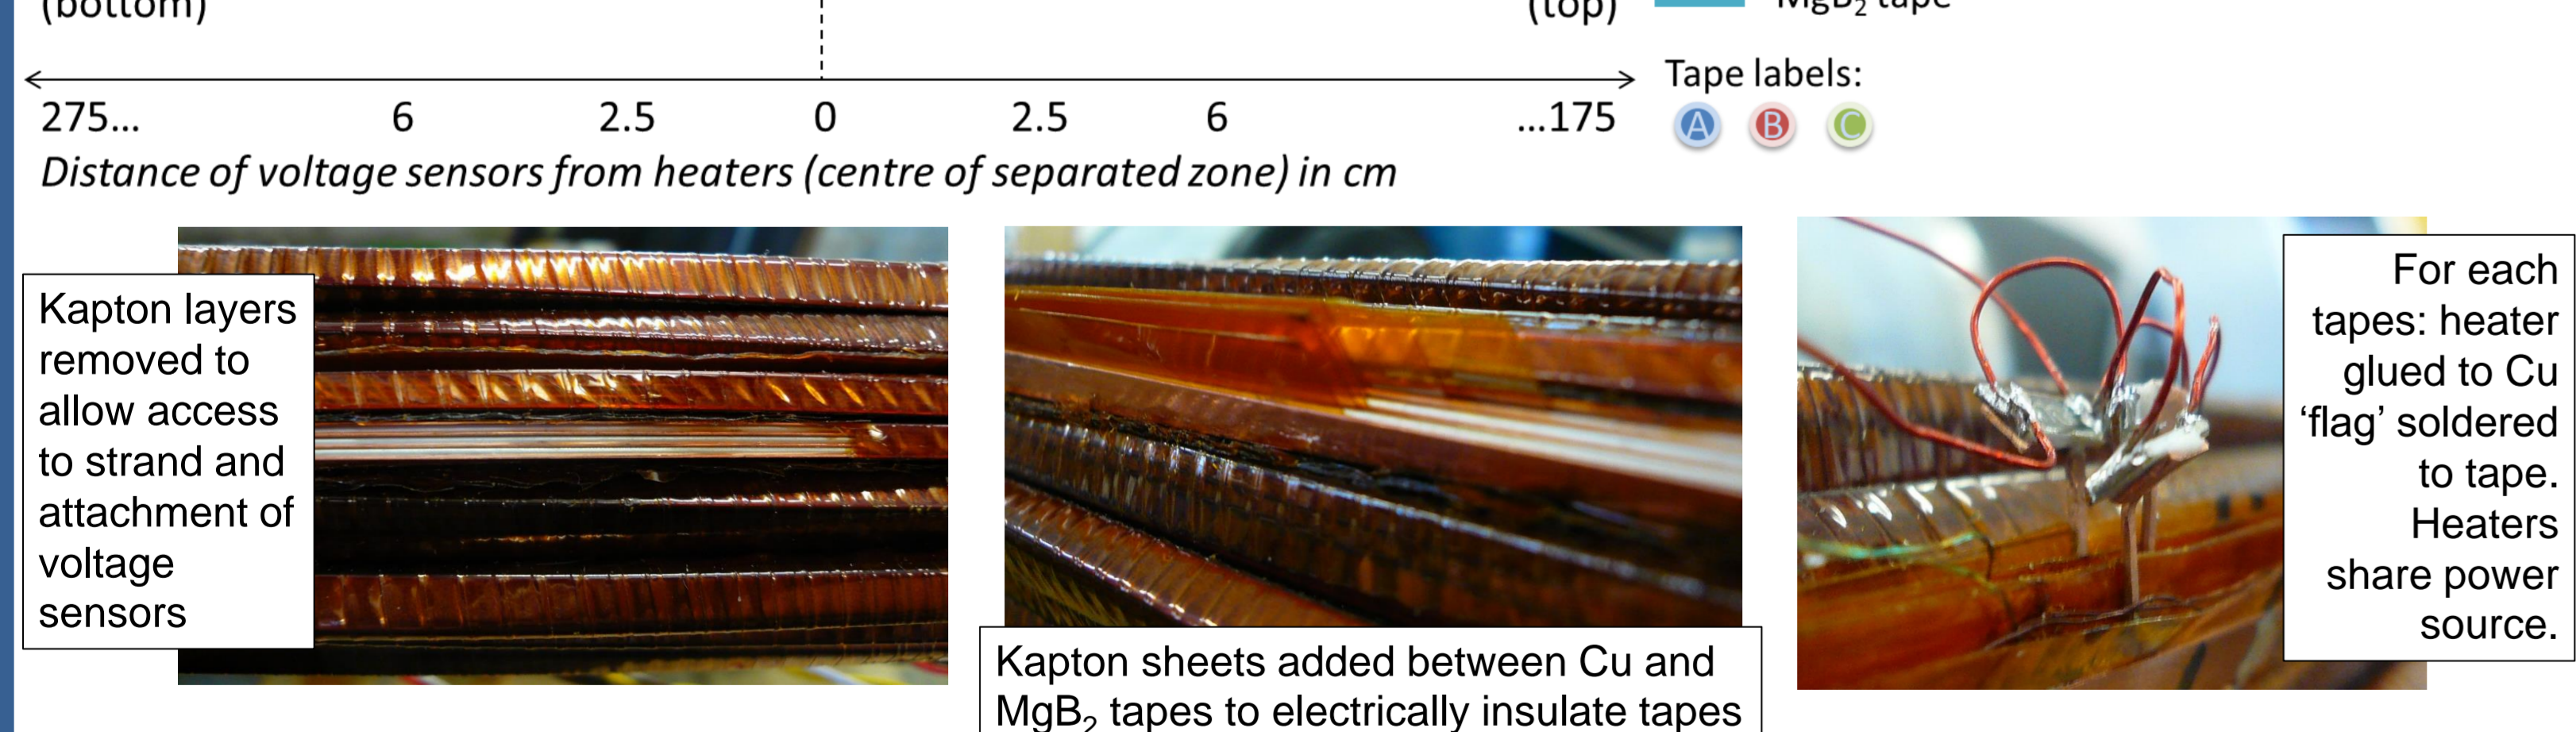 (bottom)
(top)
MgB₂ tape
Tape labels:
275...
6
2.5
0
2.5
6
...175
A B C
Distance of voltage sensors from heaters (centre of separated zone) in cm
Kapton layers
removed to
allow access
to strand and
attachment of
voltage
sensors
Kapton sheets added between Cu and
MgB₂ tapes to electrically insulate tapes
For each
tapes: heater
glued to Cu
‘flag’ soldered
to tape.
Heaters
share power
source.